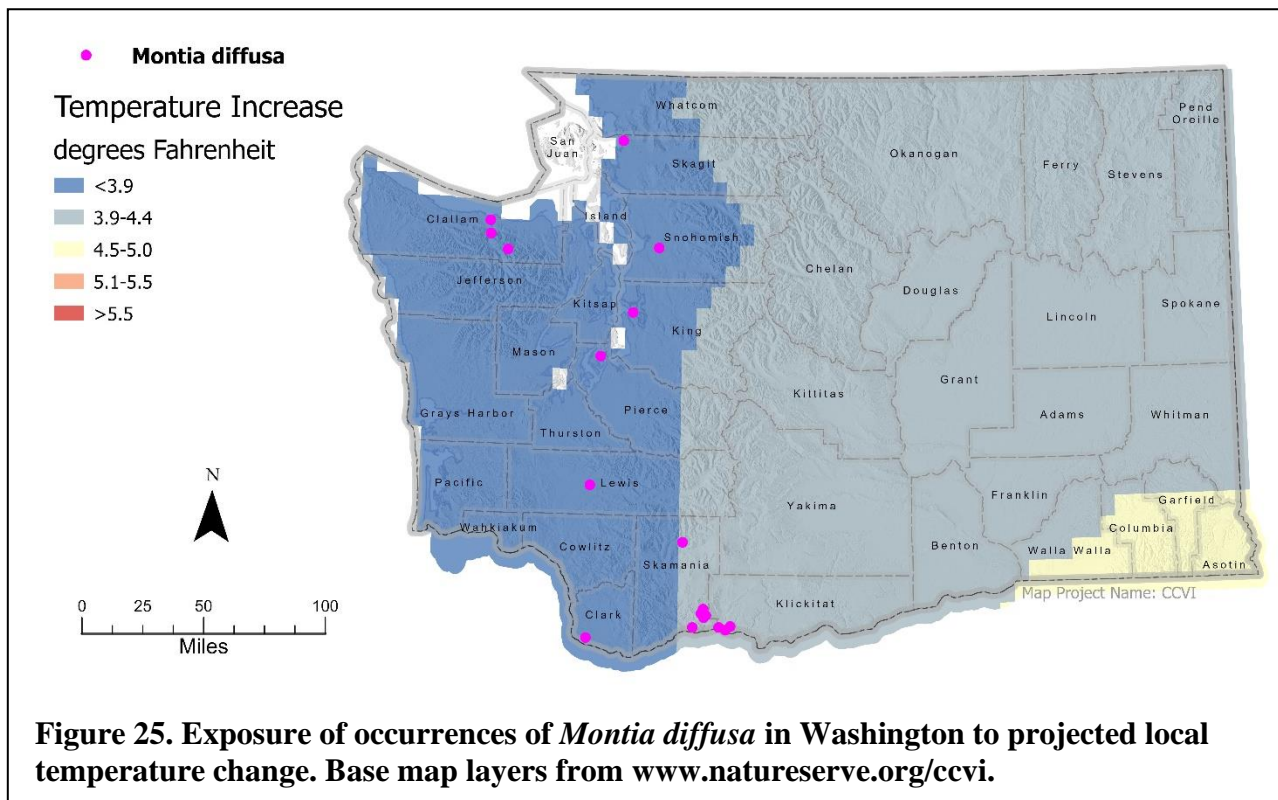 Montia diffusa
Temperature Increase
degrees Fahrenheit
<3.9
3.9-4.4
4.5-5.0
5.1-5.5
>5.5
N
0 25 50 100
Miles
Whatcom
San
Juan
Skagit
Okanogan
Ferry
Stevens
Pend
Oreille
Clallam
Island
Snohomish
Jefferson
Chelan
Douglas
Kitsap
King
Lincoln
Spokane
Mason
Grays Harbor
Kittitas
Grant
Pierce
Adams
Whitman
Thurston
Pacific
Lewis
Yakima
Franklin
Garfield
Wahkiakum
Columbia
Cowlitz
Skamania
Benton
Walla Walla
Asotin
Clark
Klickitat
Map Project Name: CCVI
Figure 25. Exposure of occurrences of Montia diffusa in Washington to projected local
temperature change. Base map layers from www.natureserve.org/ccvi.